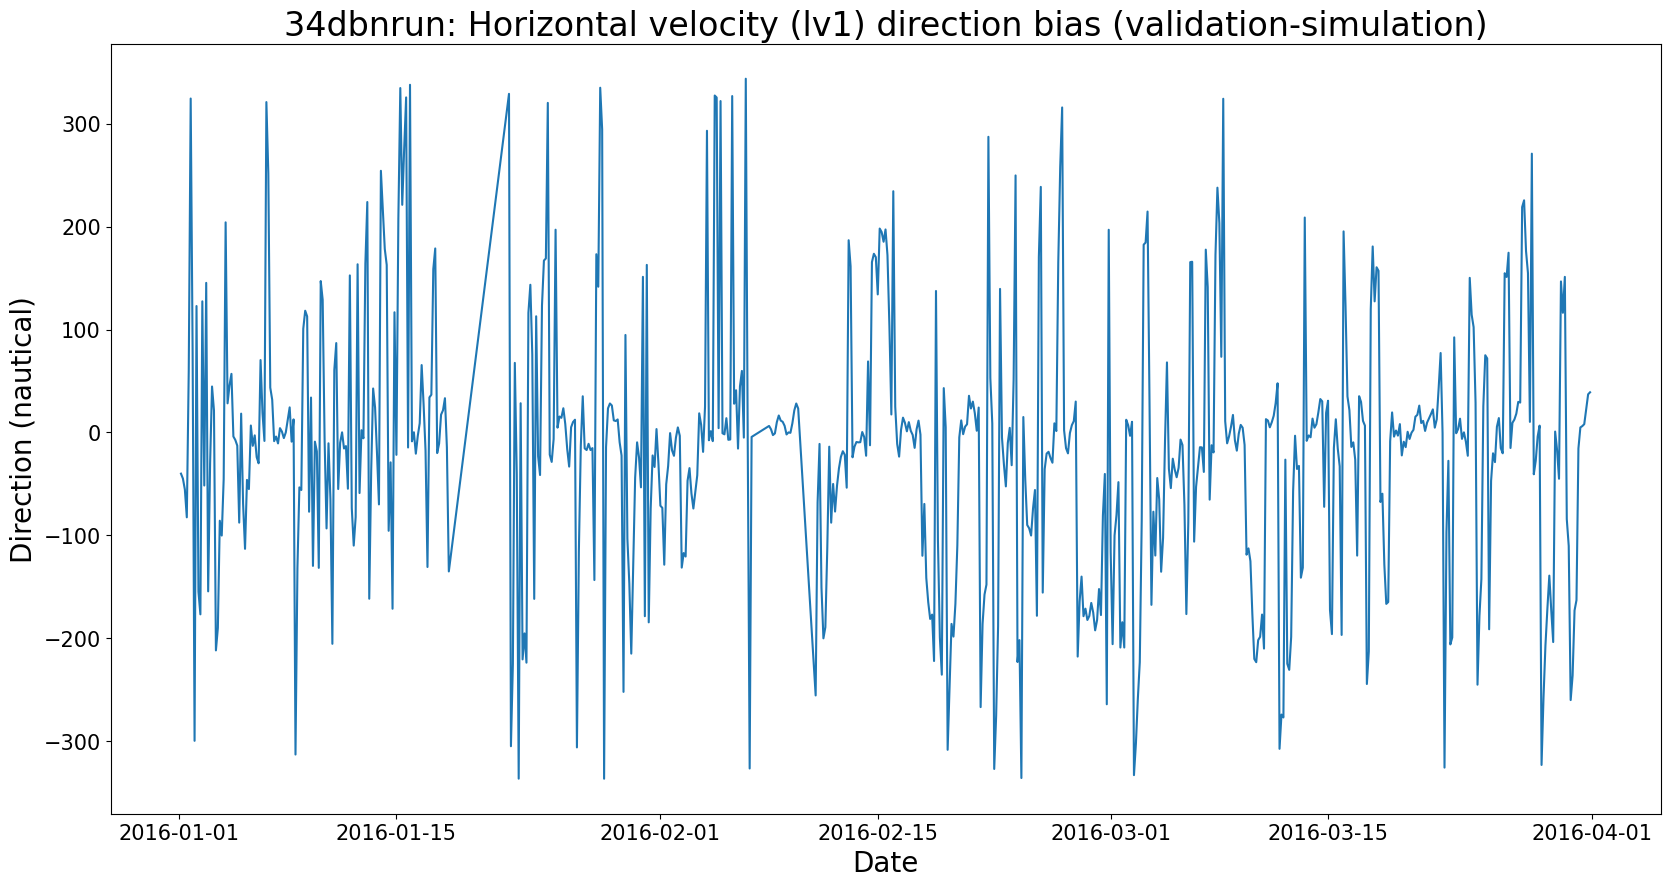 34dbnrun: Horizontal velocity (lv1) direction bias (validation-simulation)
Direction (nautical)
300
200
100
0
−100
−200
−300
2016-01-01 2016-01-15 2016-02-01 2016-02-15 2016-03-01 2016-03-15 2016-04-01
Date